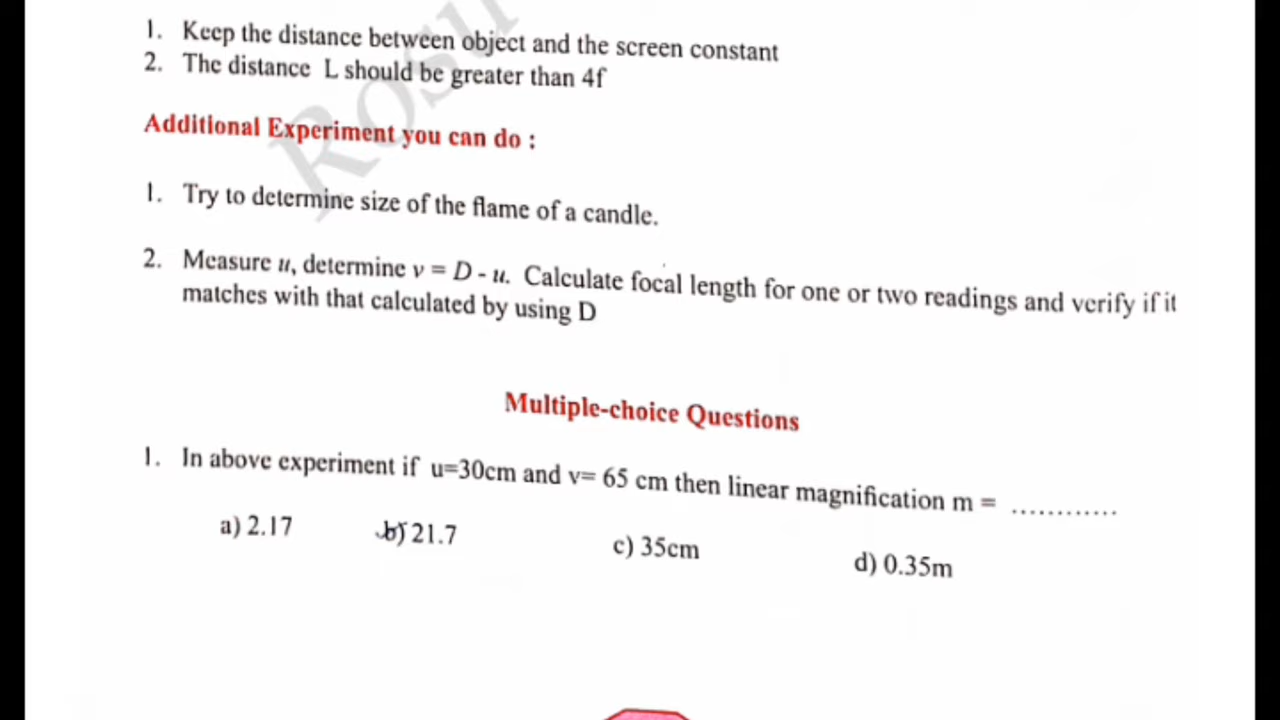 1. Keep the distance between object and the screen constant
2. The distance L should be greater than 4f
Additional Experiment you can do :
1. Try to determine size of the flame of a candle.
2. Measure u, determine v = D - u. Calculate focal length for one or two readings and verify if it
matches with that calculated by using D
Multiple-choice Questions
1. In above experiment if u=30cm and v= 65 cm then linear magnification m = ............
a) 2.17 b) 21.7 c) 35cm d) 0.35m